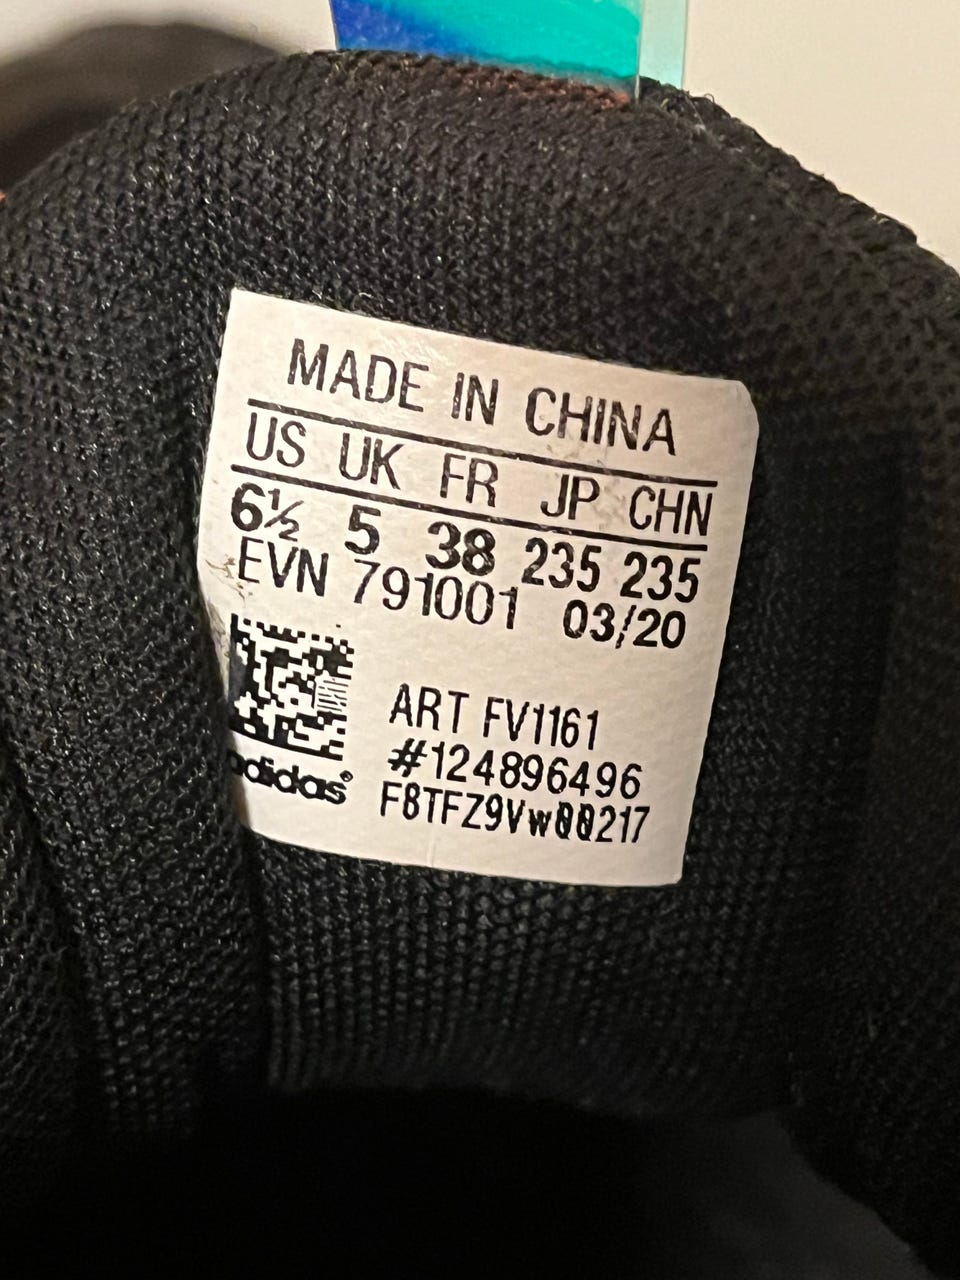 MADE IN CHINA
US UK FR JP CHN
6½ 5 38 235 235
EVN 791001 03/20
ART FV1161
#124896496
F8TFZ9Vw00217
adidas®